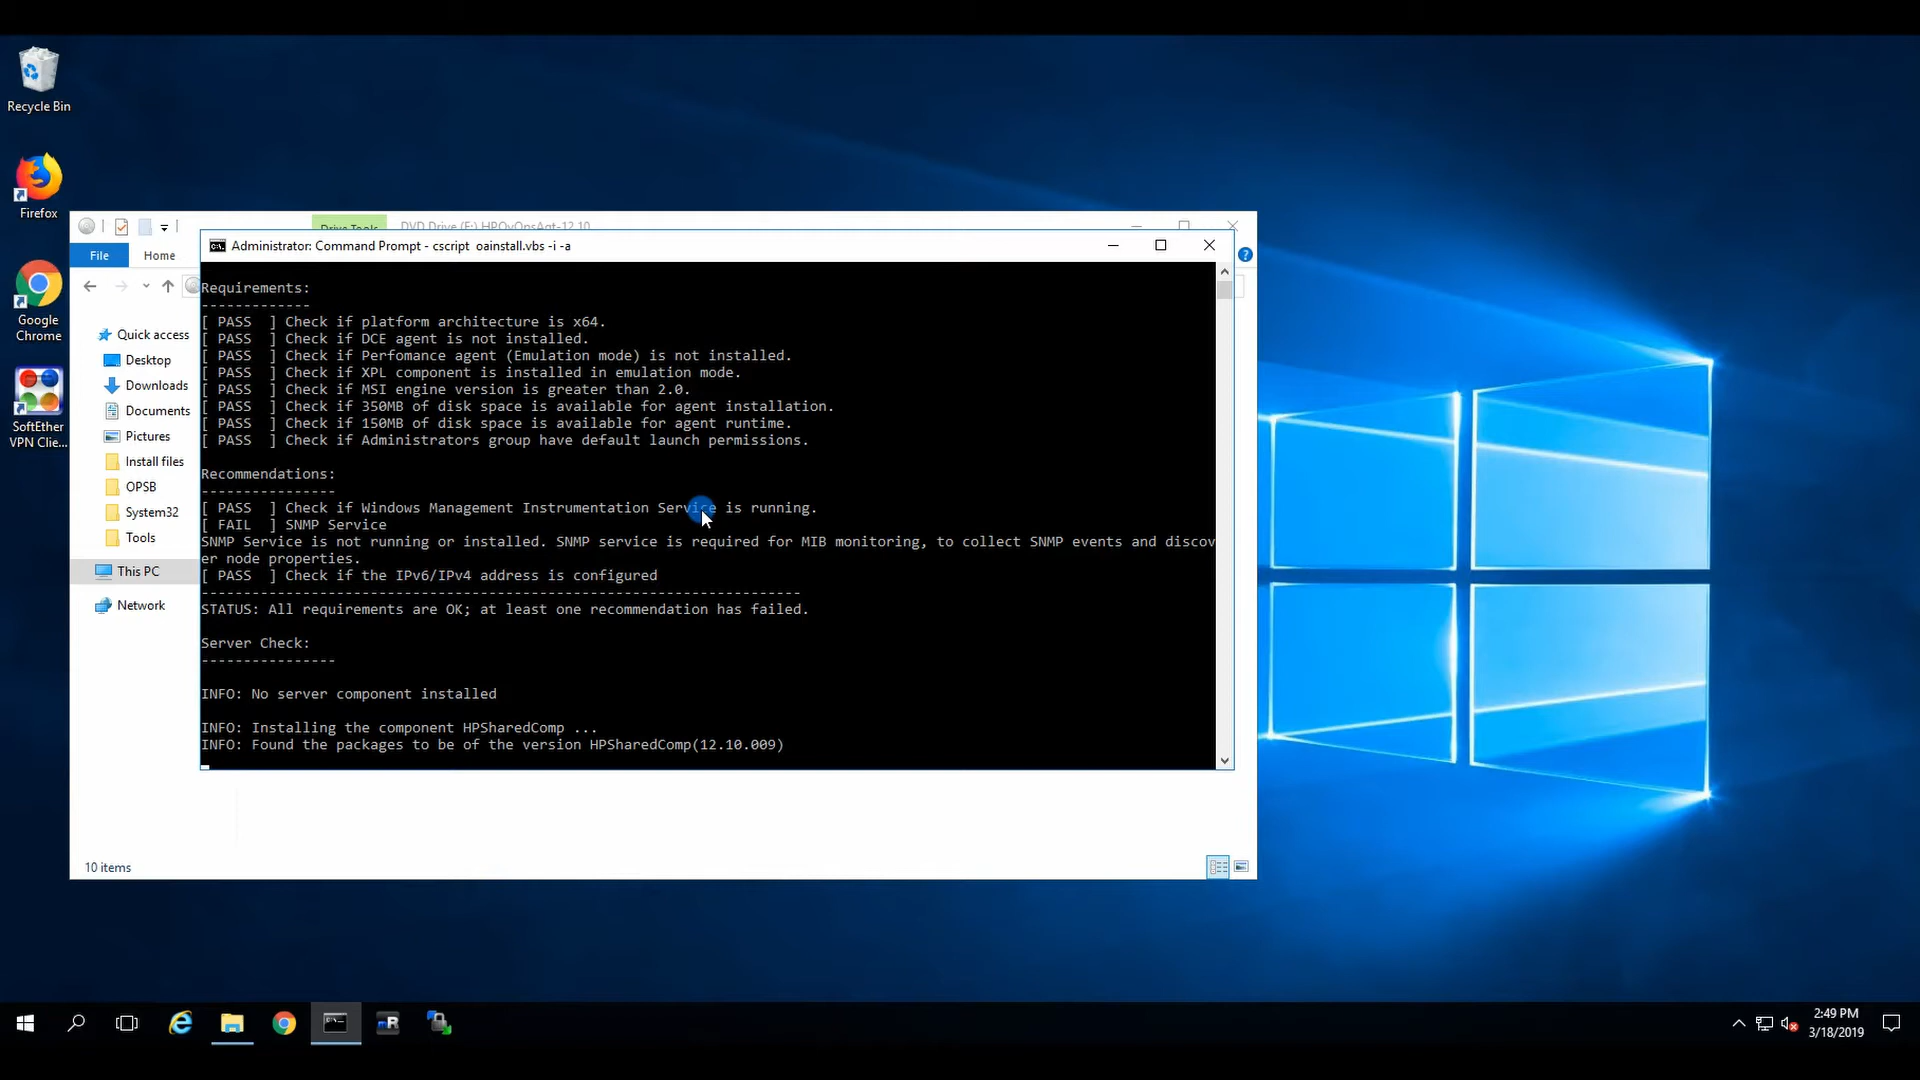 Recycle Bin
Firefox
Google
Chrome
SoftEther
VPN Clie...
Drive Tools
DVD Drive (E:) HPOvOpsAgt-12.10
File
Home
Administrator: Command Prompt - cscript  oainstall.vbs -i -a
Quick access
Desktop
Downloads
Documents
Pictures
Install files
OPSB
System32
Tools
This PC
Network
10 items
Requirements:
-------------
[ PASS  ] Check if platform architecture is x64.
[ PASS  ] Check if DCE agent is not installed.
[ PASS  ] Check if Perfomance agent (Emulation mode) is not installed.
[ PASS  ] Check if XPL component is installed in emulation mode.
[ PASS  ] Check if MSI engine version is greater than 2.0.
[ PASS  ] Check if 350MB of disk space is available for agent installation.
[ PASS  ] Check if 150MB of disk space is available for agent runtime.
[ PASS  ] Check if Administrators group have default launch permissions.
Recommendations:
----------------
[ PASS  ] Check if Windows Management Instrumentation Service is running.
[ FAIL  ] SNMP Service
SNMP Service is not running or installed. SNMP service is required for MIB monitoring, to collect SNMP events and discov
er node properties.
[ PASS  ] Check if the IPv6/IPv4 address is configured
-----------------------------------------------------------------------
STATUS: All requirements are OK; at least one recommendation has failed.
Server Check:
----------------
INFO: No server component installed
INFO: Installing the component HPSharedComp ...
INFO: Found the packages to be of the version HPSharedComp(12.10.009)
mR
2:49 PM
3/18/2019